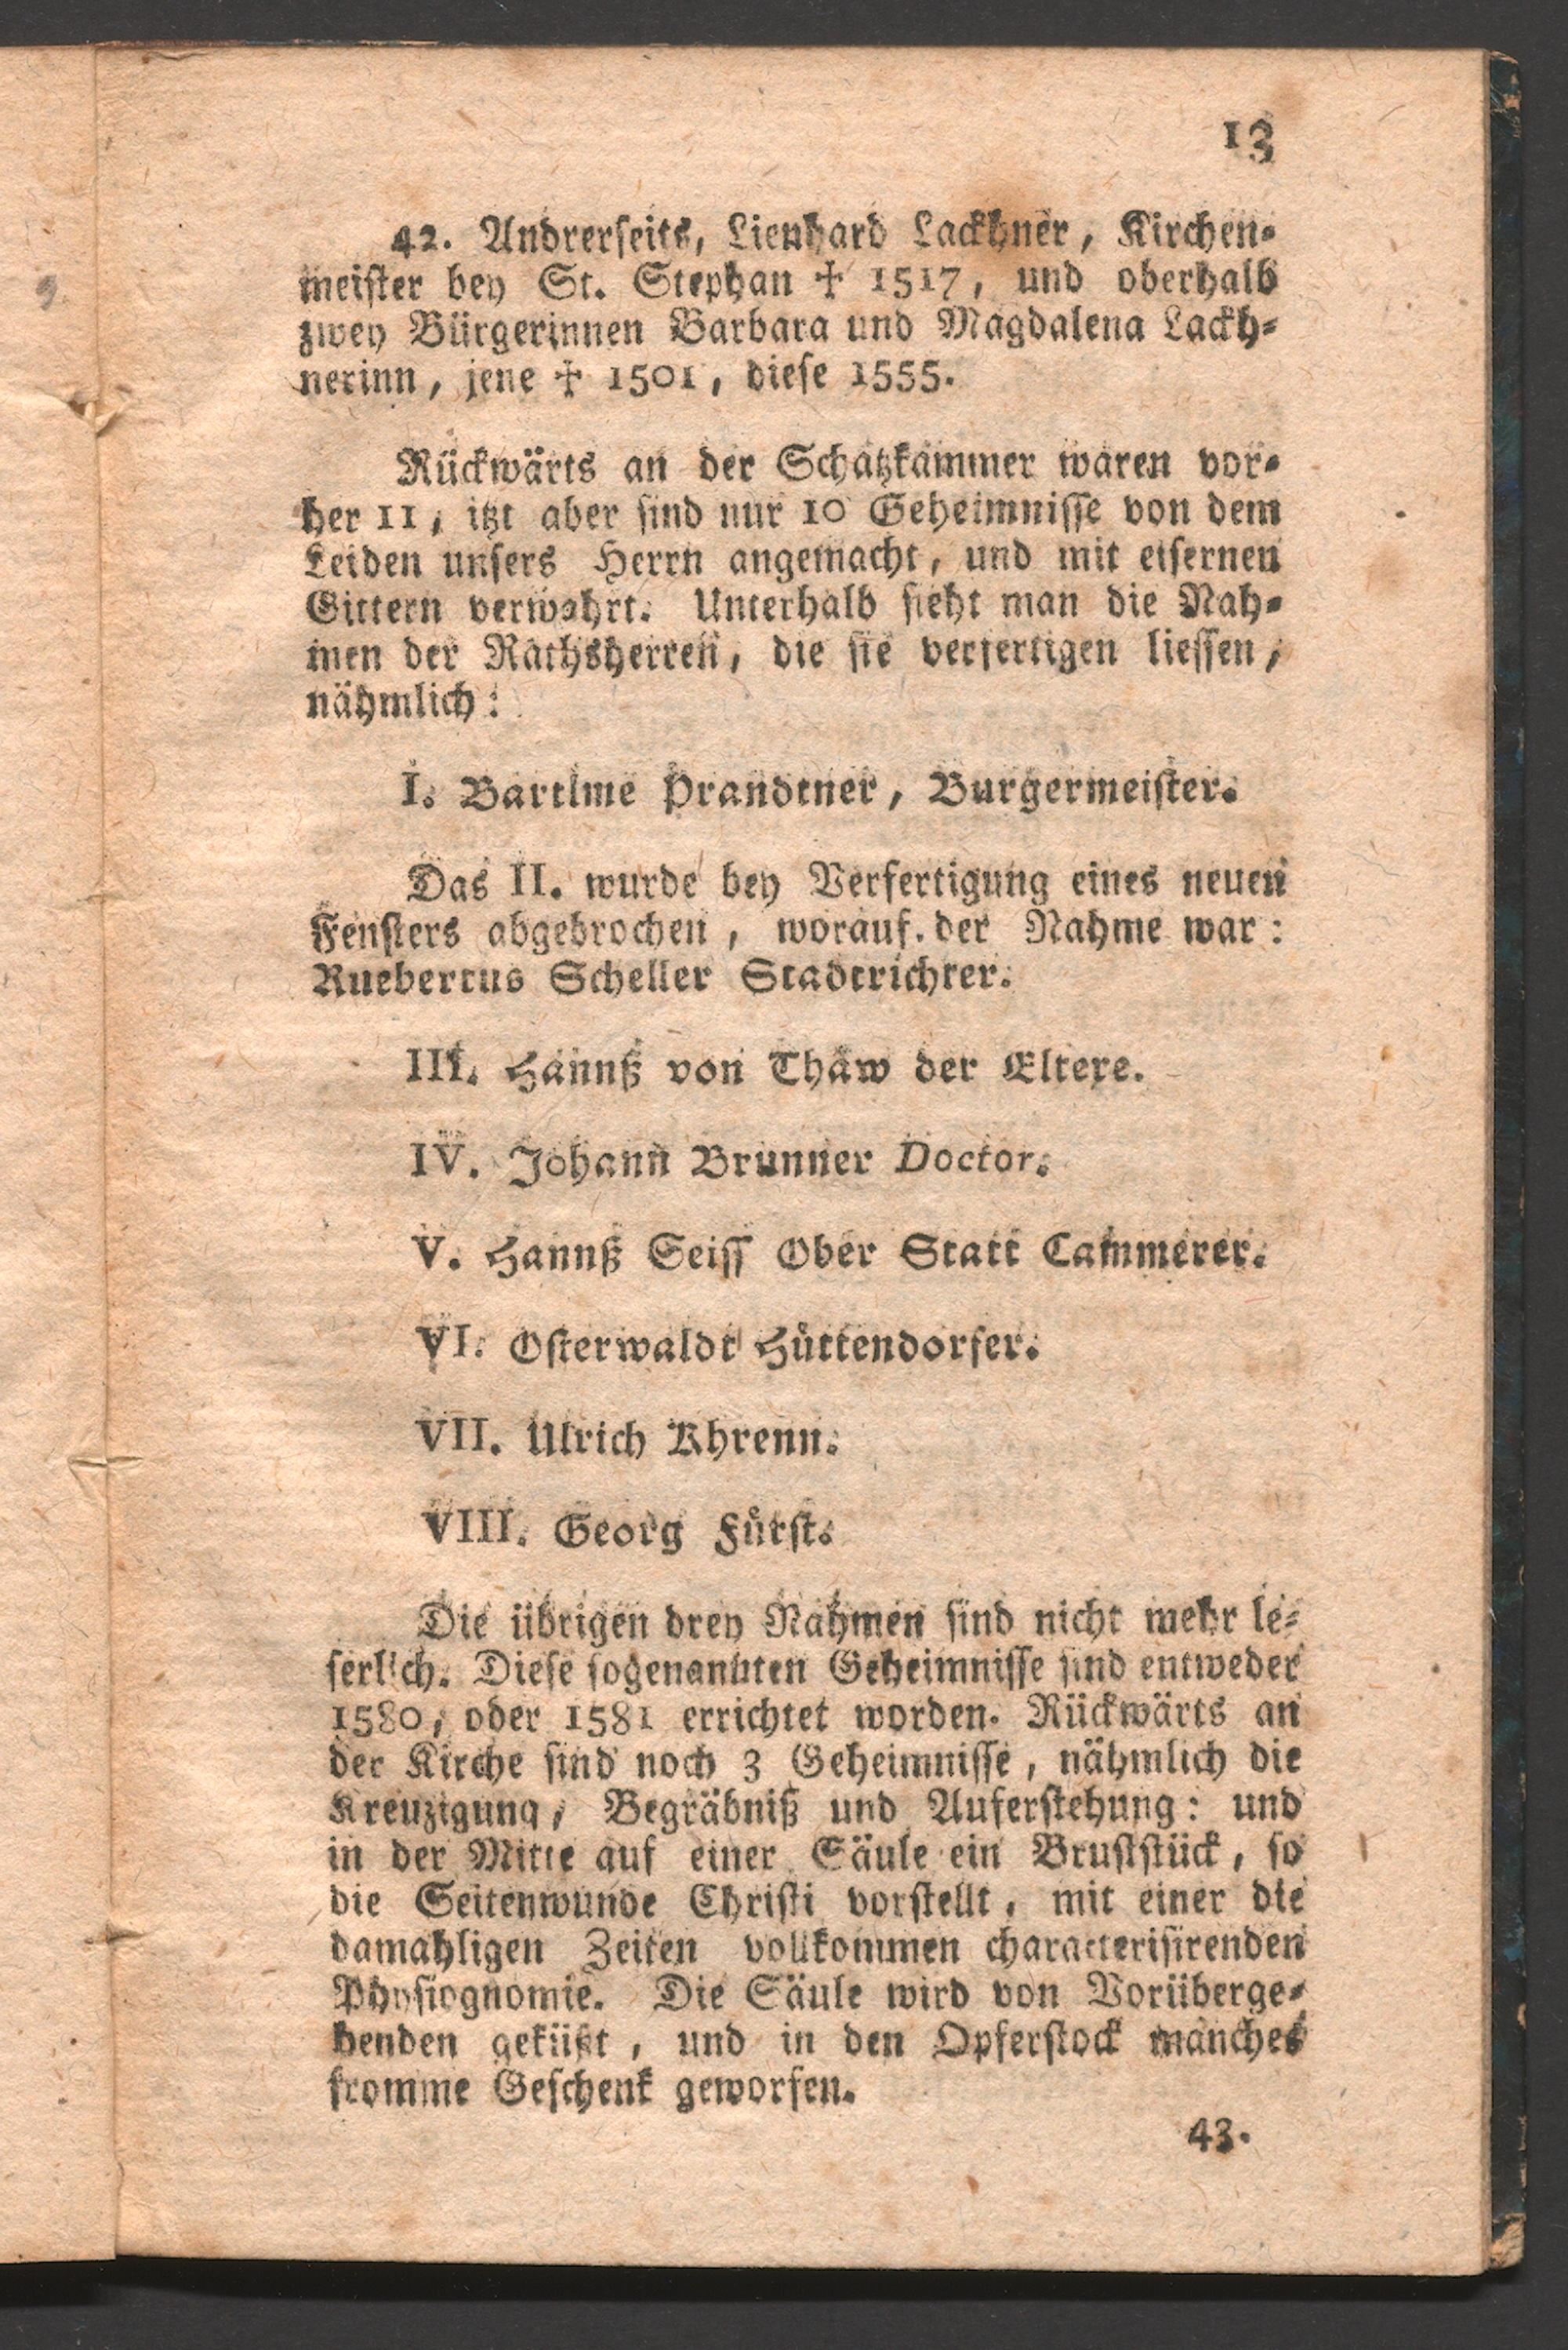 13
42. Andrerseits, Lienhard Lackhner, Kirchen-
meister bey St. Stephan ✝ 1517, und oberhalb
zwey Bürgerinnen Barbara und Magdalena Lackh-
nerinn, jene ✝ 1501, diese 1555.
Rückwärts an der Schatzkammer waren vor-
her 11, itzt aber sind nur 10 Geheimnisse von dem
Leiden unsers Herrn angemacht, und mit eisernen
Gittern verwahrt. Unterhalb sieht man die Nah-
men der Rathsherren, die sie verfertigen liessen,
nähmlich:
I. Bartlme Prandtner, Burgermeister.
Das II. wurde bey Verfertigung eines neuen
Fensters abgebrochen, worauf der Nahme war:
Ruebertus Scheller Stadtrichter.
III. Hannß von Thaw der Eltere.
IV. Johann Brunner Doctor.
V. Hannß Geiss Ober Statt Cammerer.
VI. Osterwaldt Hüttendorfer.
VII. Ulrich Khrenn.
VIII. Georg Fürst.
Die übrigen drey Nahmen sind nicht mehr le-
serlich. Diese sogenannten Geheimnisse sind entweder
1580, oder 1581 errichtet worden. Rückwärts an
der Kirche sind noch 3 Geheimnisse, nähmlich die
Kreuzigung, Begräbniß und Auferstehung: und
in der Mitte auf einer Säule ein Bruststück, so
die Seitenwunde Christi vorstellt, mit einer die
damahligen Zeiten vollkommen characterisirenden
Physiognomie. Die Säule wird von Vorüberge-
henden geküßt, und in den Opferstock manches
fromme Geschenk geworfen.
43.